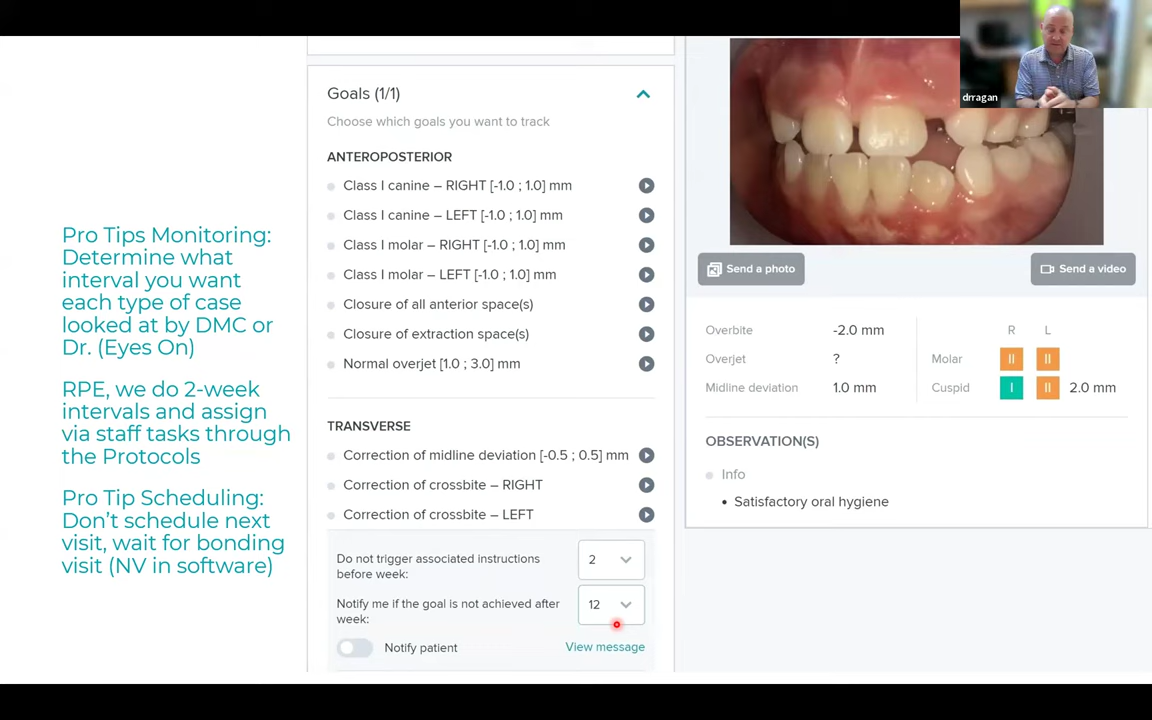 drragan
Pro Tips Monitoring:
Determine what
interval you want
each type of case
looked at by DMC or
Dr. (Eyes On)
RPE, we do 2-week
intervals and assign
via staff tasks through
the Protocols
Pro Tip Scheduling:
Don't schedule next
visit, wait for bonding
visit (NV in software)
Goals (1/1)
Choose which goals you want to track
ANTEROPOSTERIOR
Class I canine – RIGHT [-1.0 ; 1.0] mm
Class I canine – LEFT [-1.0 ; 1.0] mm
Class I molar – RIGHT [-1.0 ; 1.0] mm
Class I molar – LEFT [-1.0 ; 1.0] mm
Closure of all anterior space(s)
Closure of extraction space(s)
Normal overjet [1.0 ; 3.0] mm
TRANSVERSE
Correction of midline deviation [-0.5 ; 0.5] mm
Correction of crossbite – RIGHT
Correction of crossbite – LEFT
Do not trigger associated instructions
before week:
2
Notify me if the goal is not achieved after
week:
12
Notify patient
View message
Send a photo
Send a video
Overbite -2.0 mm
Overjet ?
Midline deviation 1.0 mm
R L
Molar II II
Cuspid I II 2.0 mm
OBSERVATION(S)
Info
• Satisfactory oral hygiene